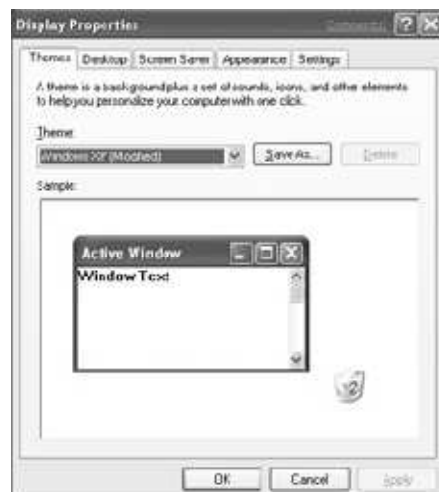 Display Properties
Themes Desktop Screen Saver Appearance Settings
A theme is a background plus a set of sounds, icons, and other elements
to help you personalize your computer with one click.
Theme:
Windows XP (Modified) Save As... Delete
Sample:
Active Window
Window Text
OK Cancel Apply